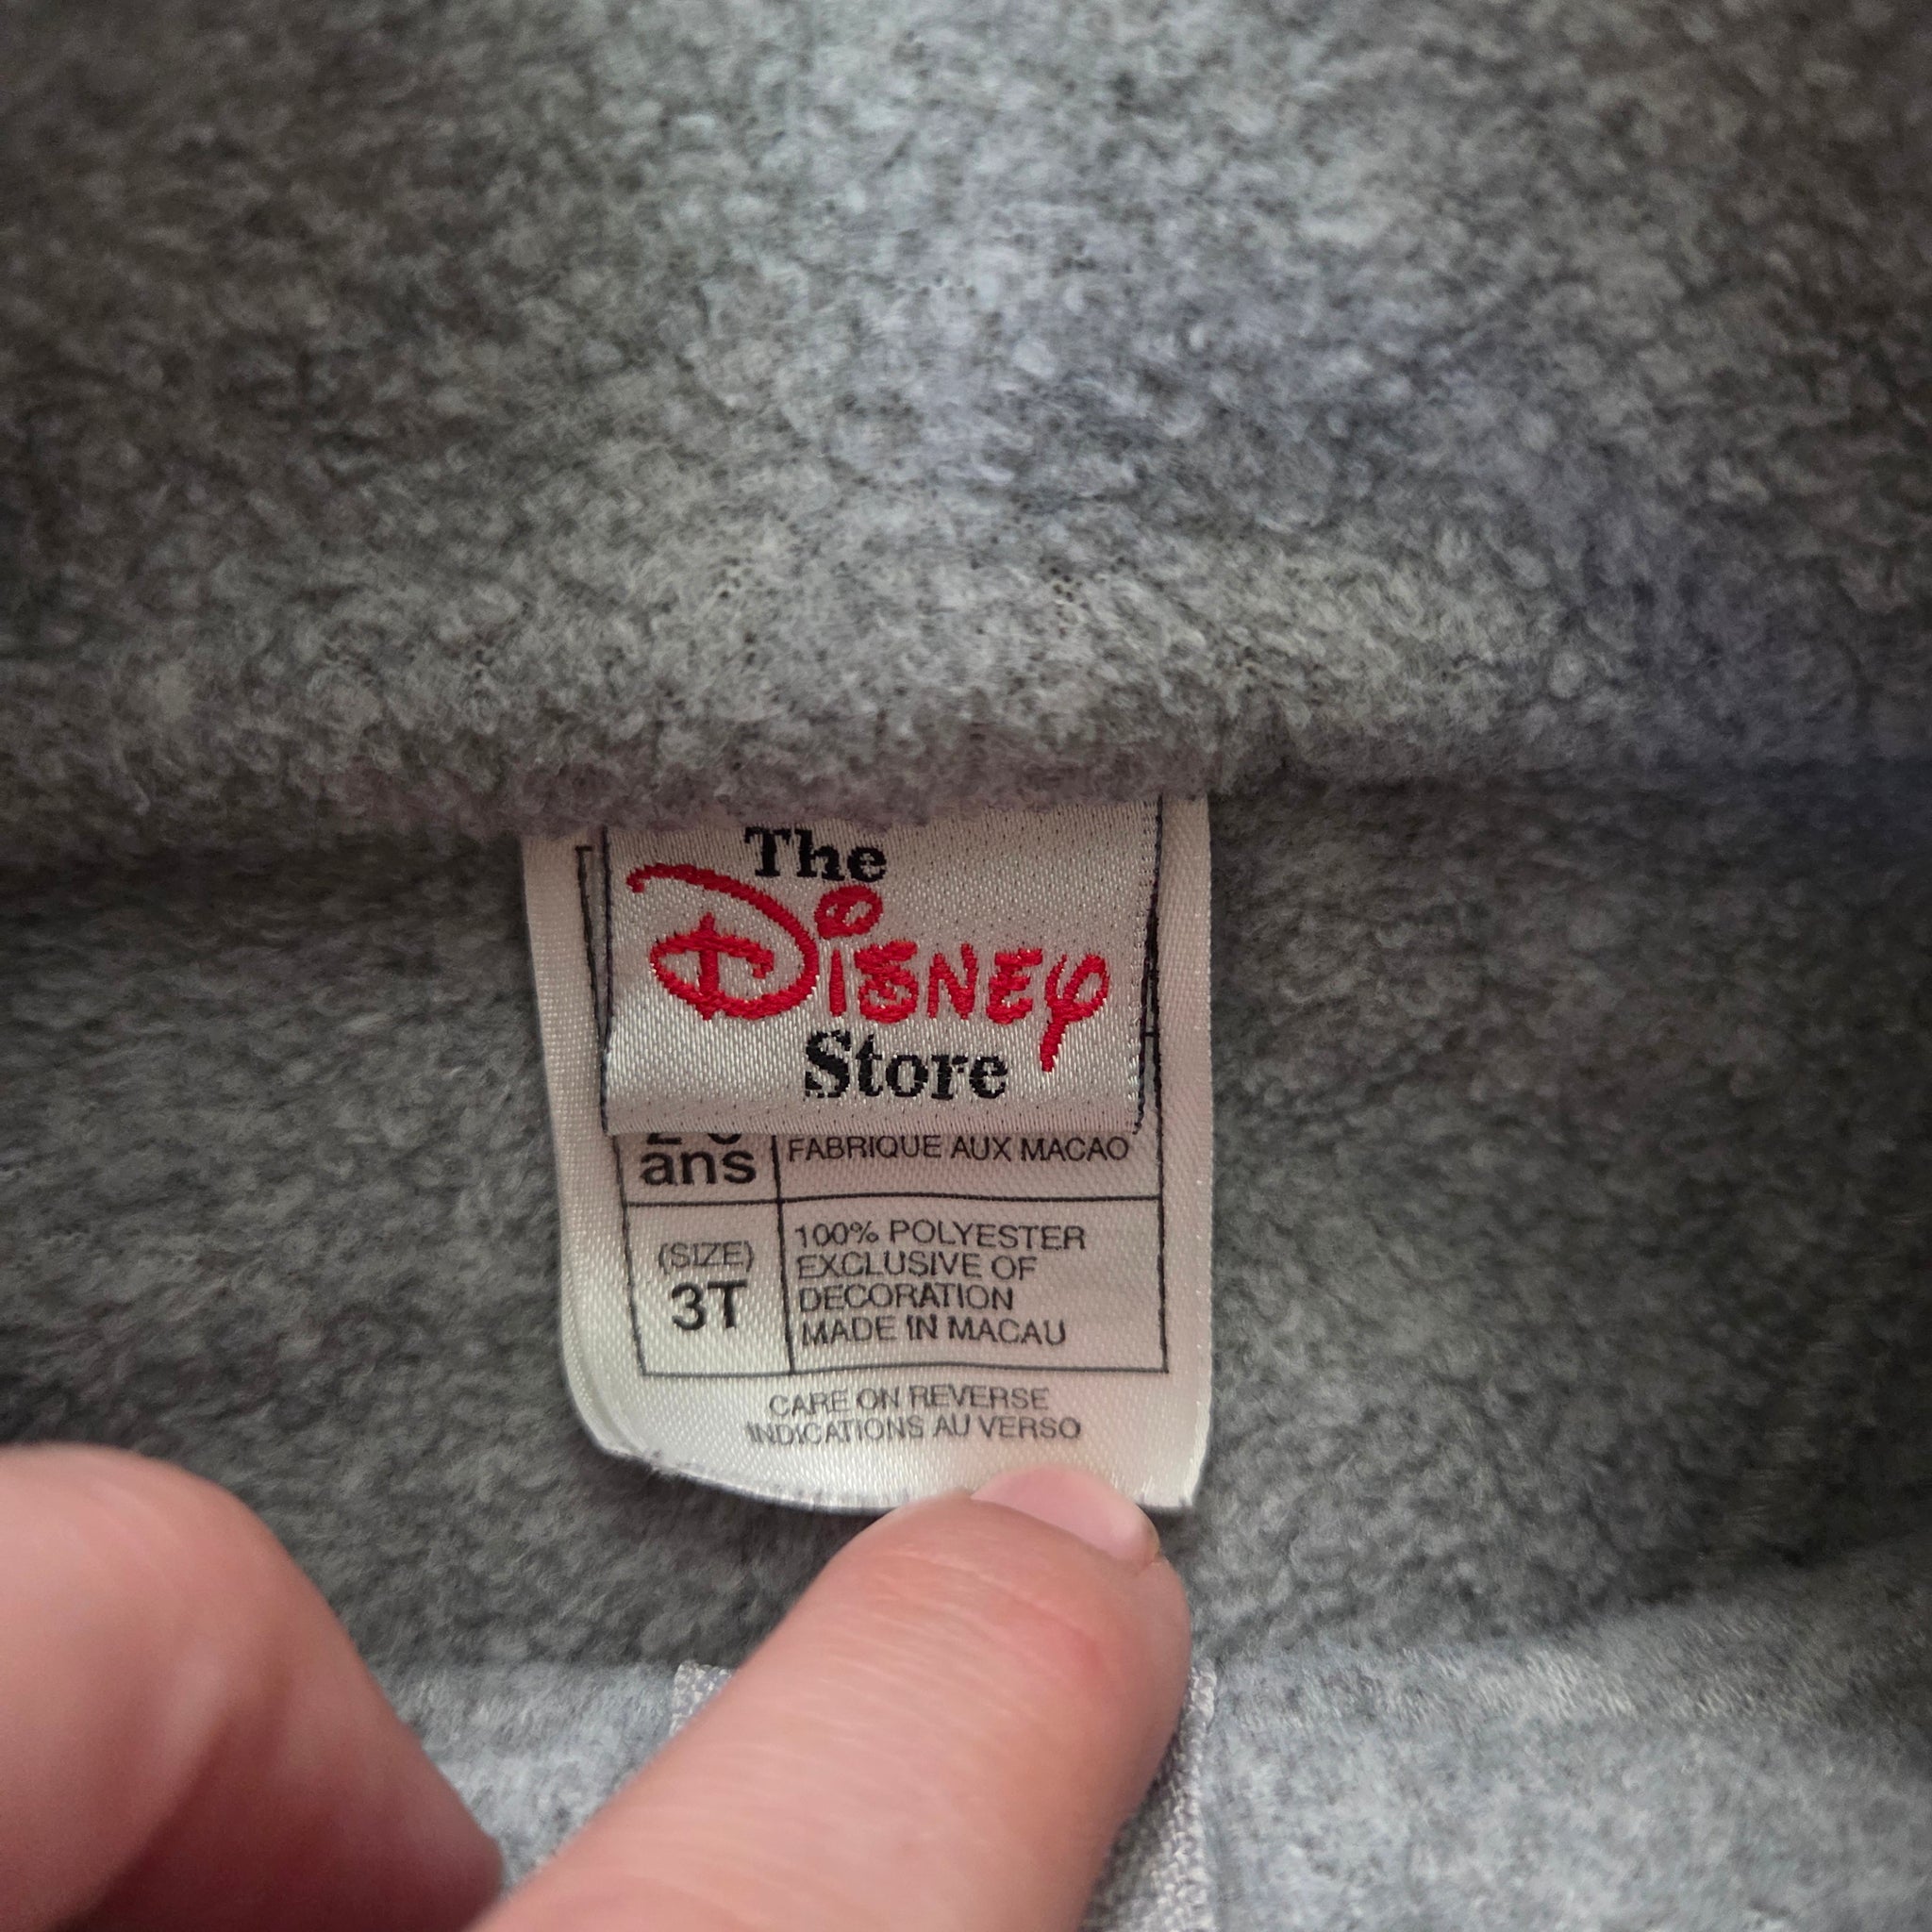 The
Disney
Store
ans
FABRIQUE AUX MACAO
(SIZE)
3T
100% POLYESTER
EXCLUSIVE OF
DECORATION
MADE IN MACAU
CARE ON REVERSE
INDICATIONS AU VERSO